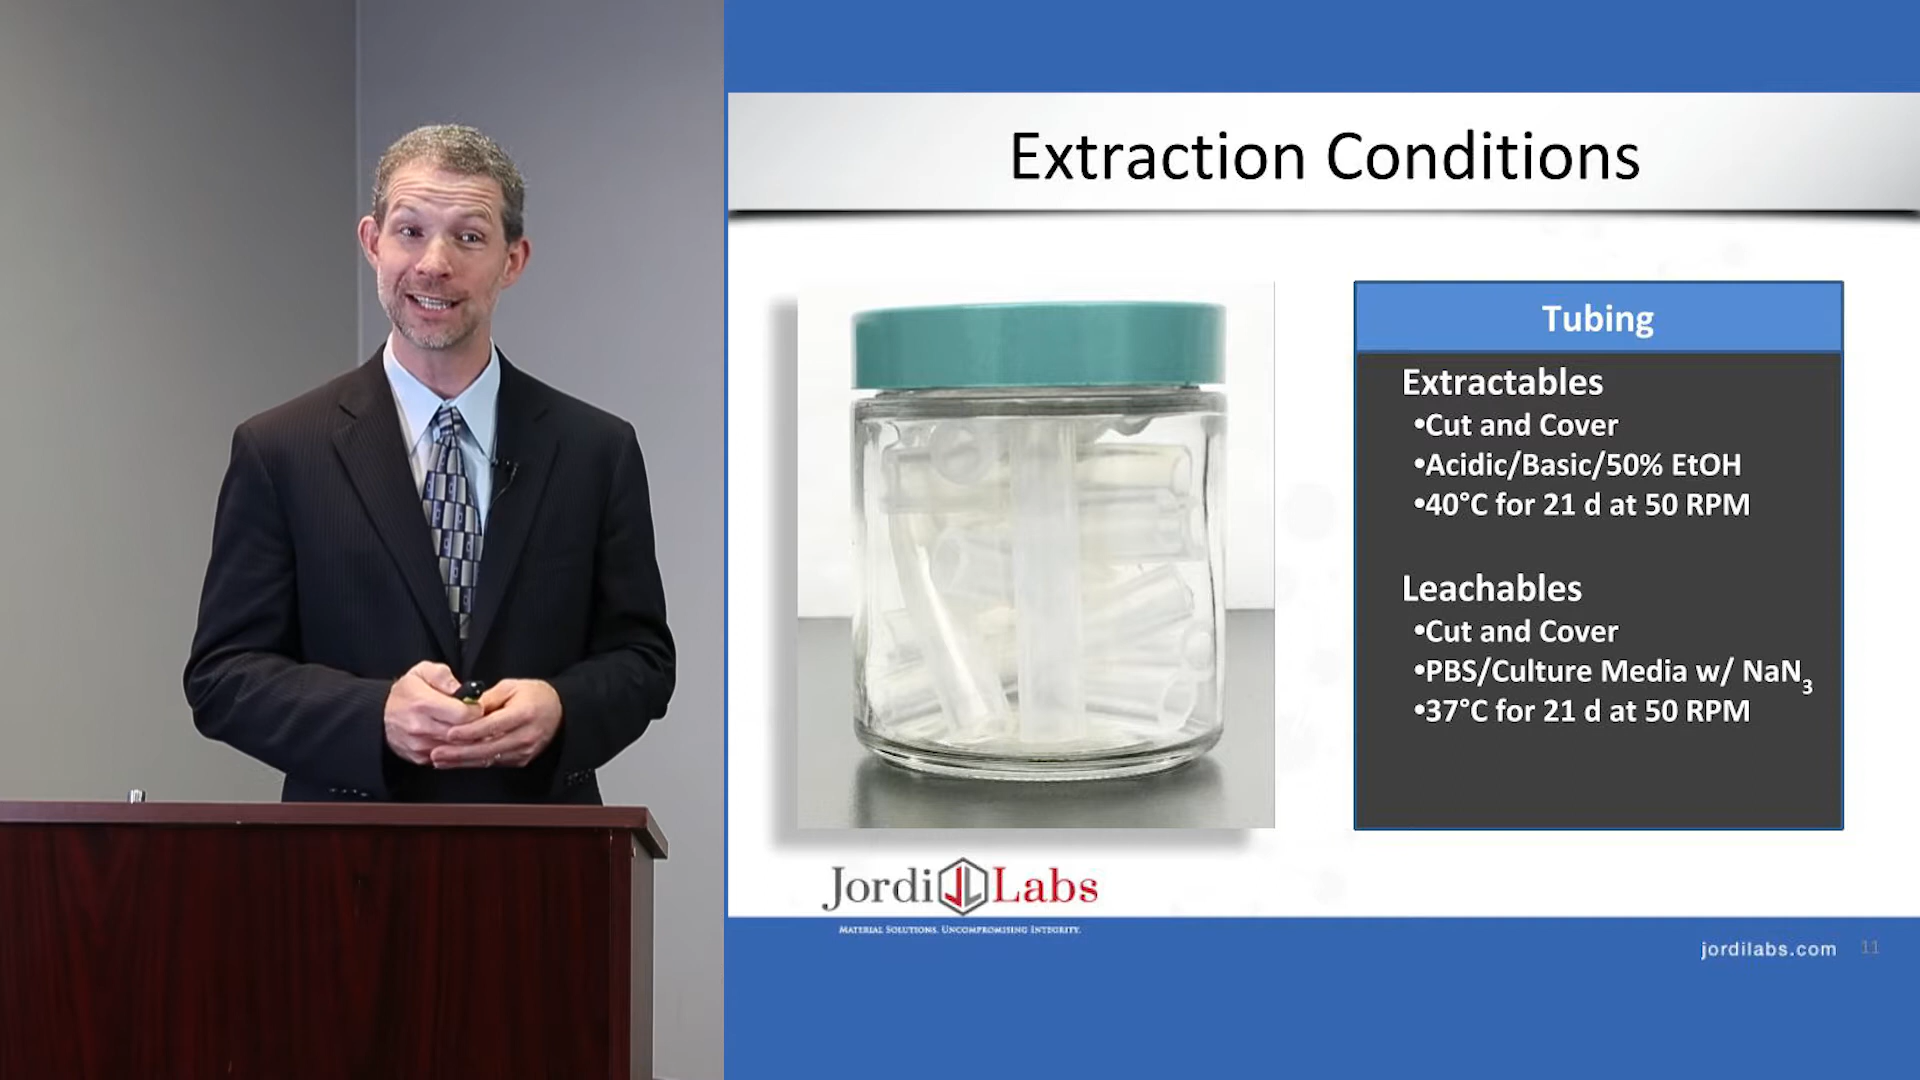 Extraction Conditions
Tubing
Extractables
•Cut and Cover
•Acidic/Basic/50% EtOH
•40°C for 21 d at 50 RPM
Leachables
•Cut and Cover
•PBS/Culture Media w/ NaN3
•37°C for 21 d at 50 RPM
Jordi JL Labs
MATERIAL SOLUTIONS. UNCOMPROMISING INTEGRITY.
jordilabs.com 11